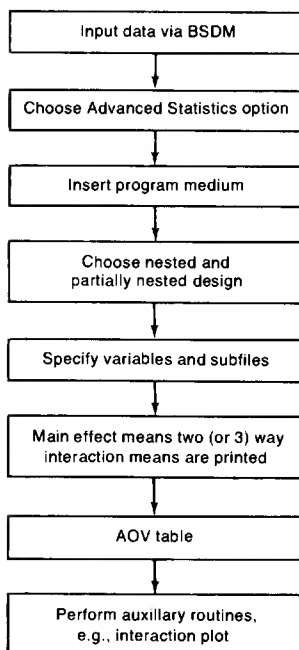 Input data via BSDM
Choose Advanced Statistics option
Insert program medium
Choose nested and
partially nested design
Specify variables and subfiles
Main effect means two (or 3) way
interaction means are printed
AOV table
Perform auxillary routines,
e.g., interaction plot